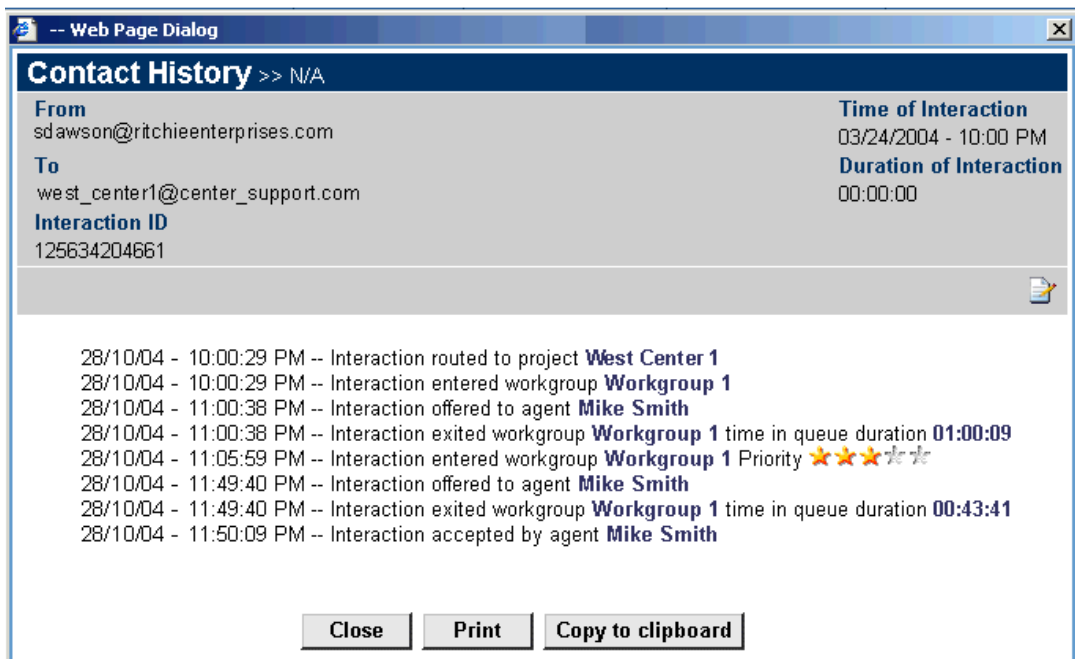 -- Web Page Dialog
Contact History >> N/A
From
sdawson@ritchieenterprises.com
Time of Interaction
03/24/2004 - 10:00 PM
To
west_center1@center_support.com
Duration of Interaction
00:00:00
Interaction ID
125634204661
28/10/04 - 10:00:29 PM -- Interaction routed to project West Center 1
28/10/04 - 10:00:29 PM -- Interaction entered workgroup Workgroup 1
28/10/04 - 11:00:38 PM -- Interaction offered to agent Mike Smith
28/10/04 - 11:00:38 PM -- Interaction exited workgroup Workgroup 1 time in queue duration 01:00:09
28/10/04 - 11:05:59 PM -- Interaction entered workgroup Workgroup 1 Priority
28/10/04 - 11:49:40 PM -- Interaction offered to agent Mike Smith
28/10/04 - 11:49:40 PM -- Interaction exited workgroup Workgroup 1 time in queue duration 00:43:41
28/10/04 - 11:50:09 PM -- Interaction accepted by agent Mike Smith
Close
Print
Copy to clipboard